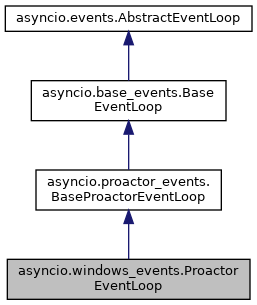 asyncio.events.AbstractEventLoop
asyncio.base_events.Base
EventLoop
asyncio.proactor_events.
BaseProactorEventLoop
asyncio.windows_events.Proactor
EventLoop